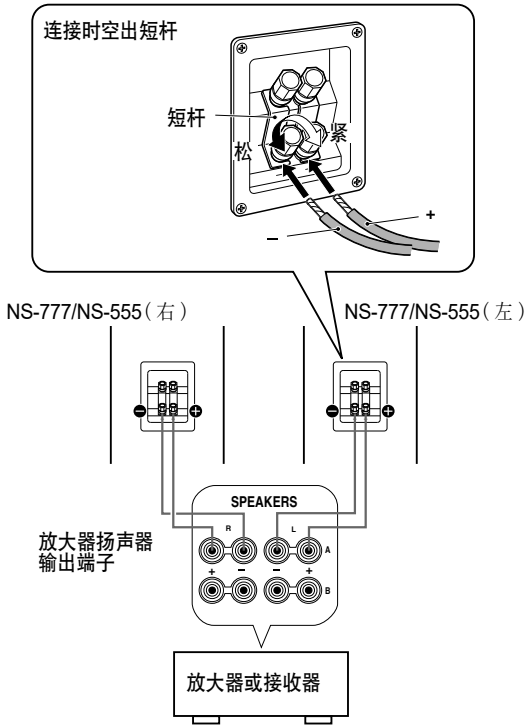 连接时空出短杆
短杆
松
紧
+
−
NS-777/NS-555（右）
NS-777/NS-555（左）
− +
− +
SPEAKERS
R L
A
+ − − +
B
放大器扬声器
输出端子
放大器或接收器